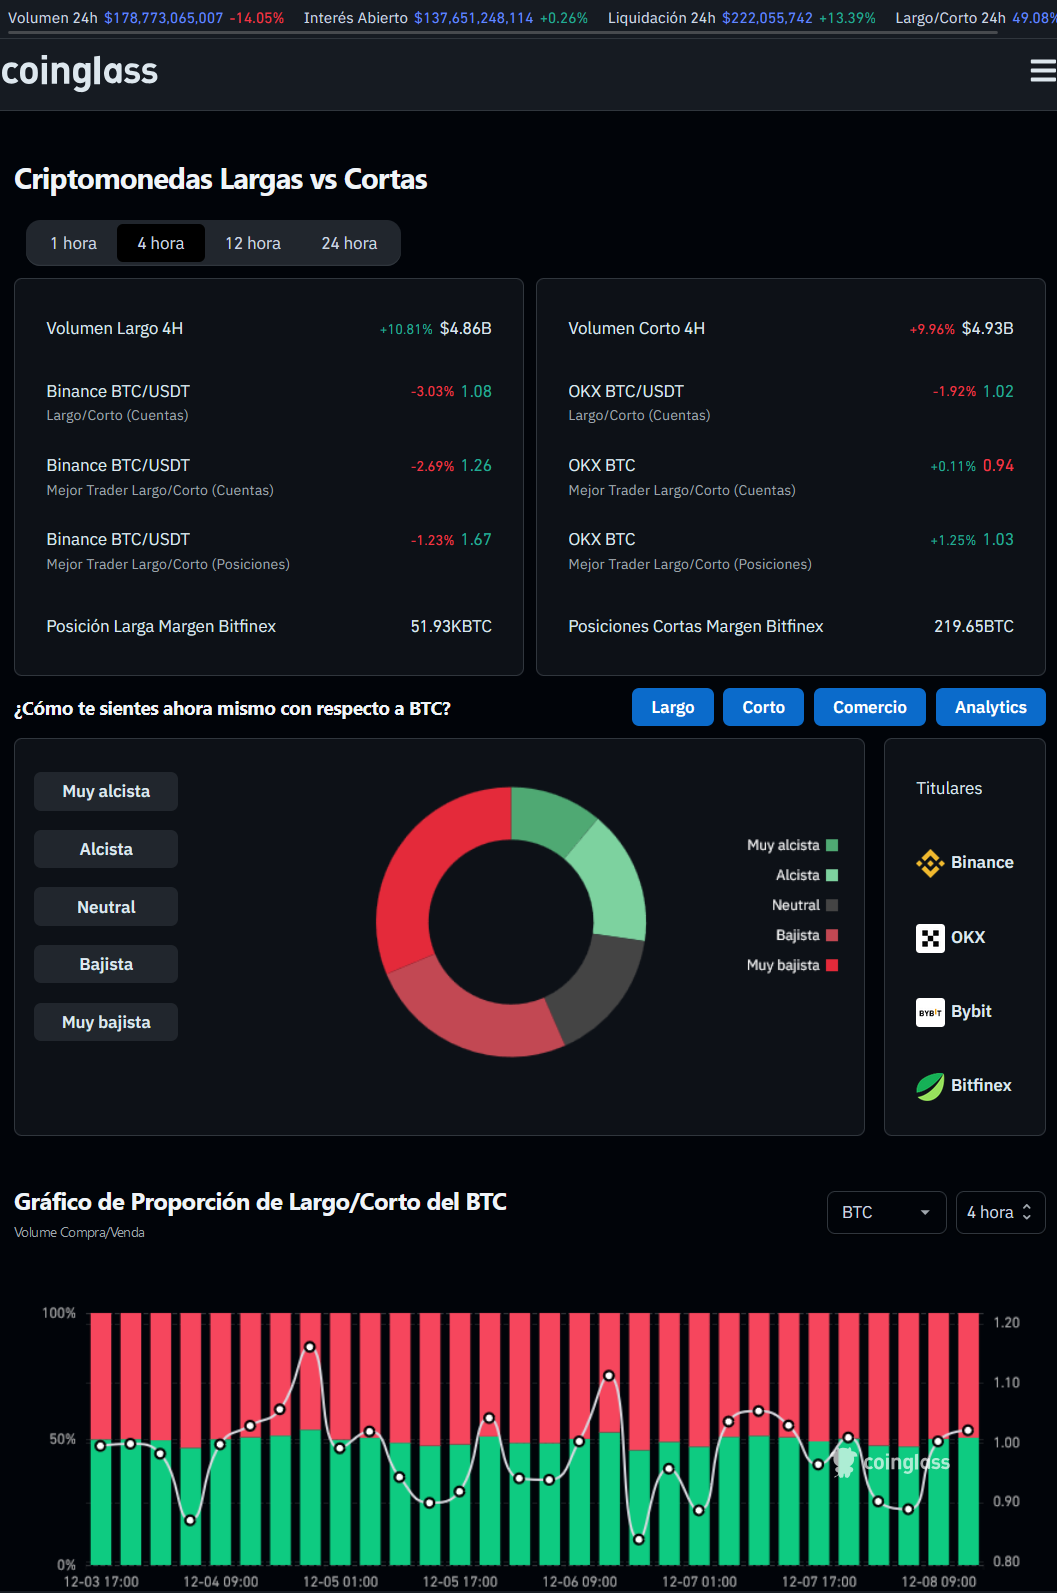 Volumen 24h $178,773,065,007 -14.05% Interés Abierto $137,651,248,114 +0.26% Liquidación 24h $222,055,742 +13.39% Largo/Corto 24h 49.08%
coinglass
Criptomonedas Largas vs Cortas
1 hora 4 hora 12 hora 24 hora
Volumen Largo 4H +10.81% $4.86B
Binance BTC/USDT -3.03% 1.08
Largo/Corto (Cuentas)
Binance BTC/USDT -2.69% 1.26
Mejor Trader Largo/Corto (Cuentas)
Binance BTC/USDT -1.23% 1.67
Mejor Trader Largo/Corto (Posiciones)
Posición Larga Margen Bitfinex 51.93KBTC
Volumen Corto 4H +9.96% $4.93B
OKX BTC/USDT -1.92% 1.02
Largo/Corto (Cuentas)
OKX BTC +0.11% 0.94
Mejor Trader Largo/Corto (Cuentas)
OKX BTC +1.25% 1.03
Mejor Trader Largo/Corto (Posiciones)
Posiciones Cortas Margen Bitfinex 219.65BTC
¿Cómo te sientes ahora mismo con respecto a BTC?
Largo Corto Comercio Analytics
Muy alcista
Alcista
Neutral
Bajista
Muy bajista
Muy alcista
Alcista
Neutral
Bajista
Muy bajista
Titulares
Binance
OKX
BYBIT Bybit
Bitfinex
Gráfico de Proporción de Largo/Corto del BTC
Volume Compra/Venda
BTC 4 hora
100%
50%
0%
1.20
1.10
1.00
0.90
0.80
coinglass
12-03 17:00 12-04 09:00 12-05 01:00 12-05 17:00 12-06 09:00 12-07 01:00 12-07 17:00 12-08 09:00